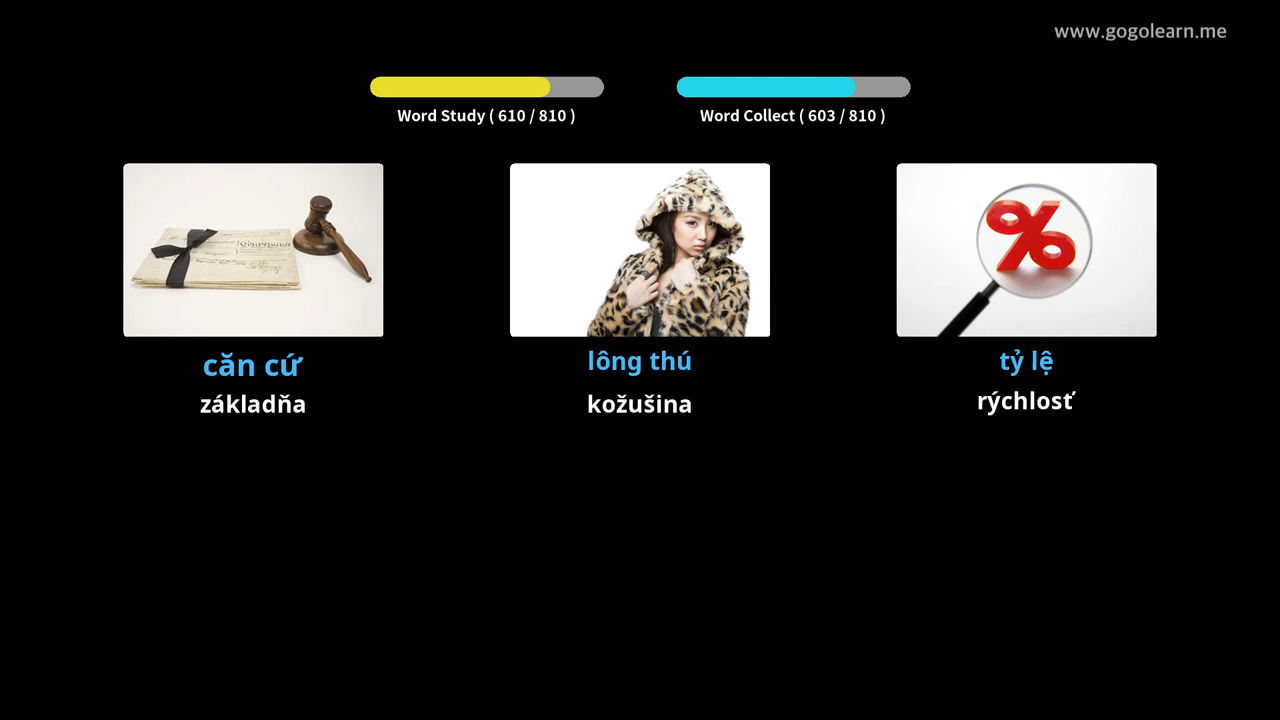 www.gogolearn.me
Word Study ( 610 / 810 )
Word Collect ( 603 / 810 )
căn cứ
základňa
lông thú
kožušina
tỷ lệ
rýchlosť
%